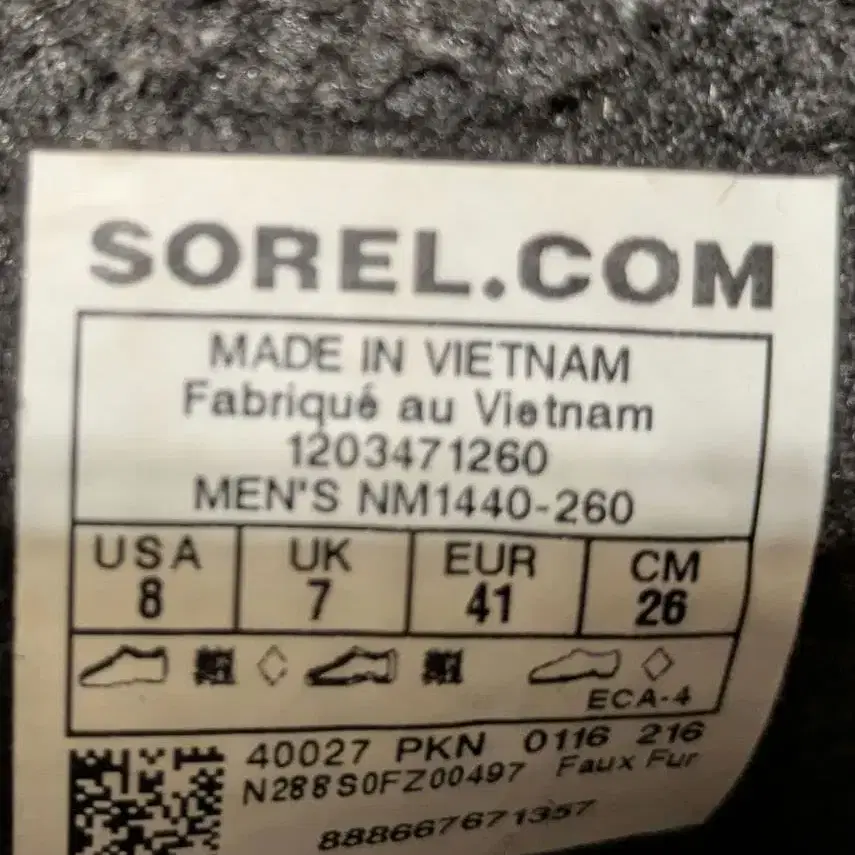 SOREL.COM
MADE IN VIETNAM
Fabriqué au Vietnam
1203471260
MEN'S NM1440-260
USA UK EUR CM
8 7 41 26
ECA-4
40027 PKN 0116 216
N288S0FZ00497 Faux Fur
888667671357